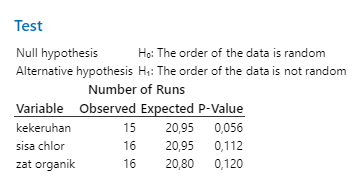 Test
Null hypothesis H₀: The order of the data is random
Alternative hypothesis H₁: The order of the data is not random
Number of Runs
Variable Observed Expected P-Value
kekeruhan 15 20,95 0,056
sisa chlor 16 20,95 0,112
zat organik 16 20,80 0,120